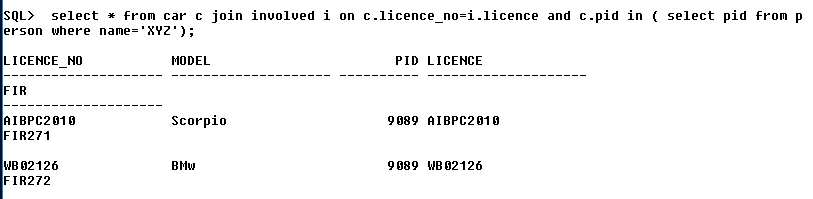 SQL>  select * from car c join involved i on c.licence_no=i.licence and c.pid in ( select pid from p
erson where name='XYZ');
LICENCE_NO           MODEL                       PID LICENCE
-------------------- -------------------- ---------- --------------------
FIR
--------------------
AIBPC2010            Scorpio                    9089 AIBPC2010
FIR271
WB02126              BMw                        9089 WB02126
FIR272